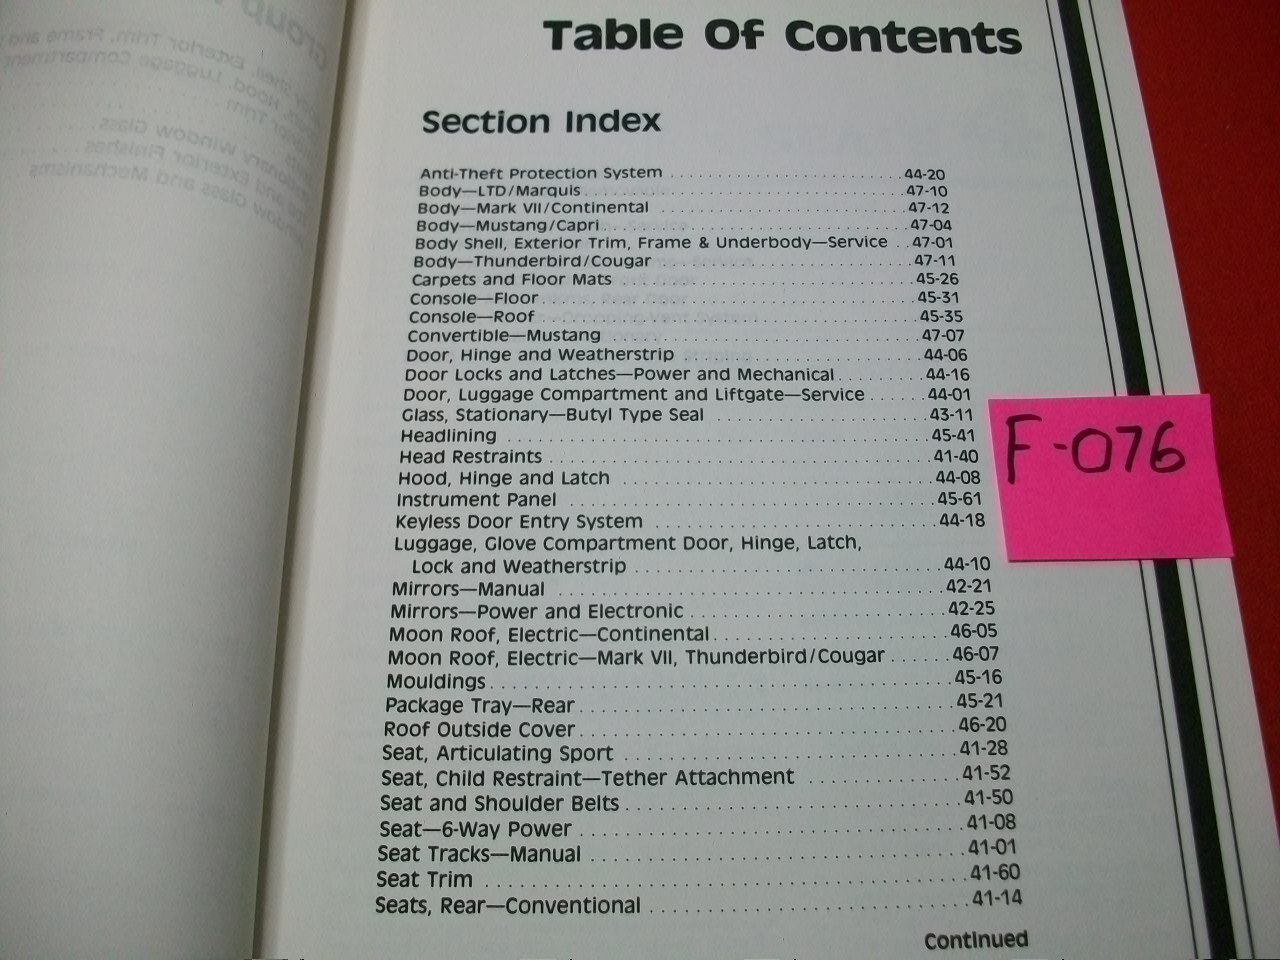 Table Of Contents
Section Index
Anti-Theft Protection System . . . . . . . . . . . . . . . . . . . . . . . . 44-20
Body—LTD/Marquis . . . . . . . . . . . . . . . . . . . . . . . . 47-10
Body—Mark VII/Continental . . . . . . . . . . . . . . . . . . . . . . . . 47-12
Body—Mustang/Capri . . . . . . . . . . . . . . . . . . . . . . . . 47-04
Body Shell, Exterior Trim, Frame & Underbody—Service . . 47-01
Body—Thunderbird/Cougar . . . . . . . . . . . . . . . . . . . . . . . . 47-11
Carpets and Floor Mats . . . . . . . . . . . . . . . . . . . . . . . . 45-26
Console—Floor . . . . . . . . . . . . . . . . . . . . . . . . 45-31
Console—Roof . . . . . . . . . . . . . . . . . . . . . . . . 45-35
Convertible—Mustang . . . . . . . . . . . . . . . . . . . . . . . . 47-07
Door, Hinge and Weatherstrip . . . . . . . . . . . . . . . . . . . . . . . . 44-06
Door Locks and Latches—Power and Mechanical . . . . . . . . . 44-16
Door, Luggage Compartment and Liftgate—Service . . . . . . 44-01
Glass, Stationary—Butyl Type Seal . . . . . . . . . . . . . . . . . . . . 43-11
Headlining . . . . . . . . . . . . . . . . . . . . . . . . 45-41
Head Restraints . . . . . . . . . . . . . . . . . . . . . . . . 41-40
Hood, Hinge and Latch . . . . . . . . . . . . . . . . . . . . . . . . 44-08
Instrument Panel . . . . . . . . . . . . . . . . . . . . . . . . 45-61
Keyless Door Entry System . . . . . . . . . . . . . . . . . . . . . . . . 44-18
Luggage, Glove Compartment Door, Hinge, Latch,
Lock and Weatherstrip . . . . . . . . . . . . . . . . . . . . . . . . 44-10
Mirrors—Manual . . . . . . . . . . . . . . . . . . . . . . . . 42-21
Mirrors—Power and Electronic . . . . . . . . . . . . . . . . . . . . . . . . 42-25
Moon Roof, Electric—Continental . . . . . . . . . . . . . . . . . . . . . 46-05
Moon Roof, Electric—Mark VII, Thunderbird/Cougar . . . . . . 46-07
Mouldings . . . . . . . . . . . . . . . . . . . . . . . . 45-16
Package Tray—Rear . . . . . . . . . . . . . . . . . . . . . . . . 45-21
Roof Outside Cover . . . . . . . . . . . . . . . . . . . . . . . . 46-20
Seat, Articulating Sport . . . . . . . . . . . . . . . . . . . . . . . . 41-28
Seat, Child Restraint—Tether Attachment . . . . . . . . . . . . . 41-52
Seat and Shoulder Belts . . . . . . . . . . . . . . . . . . . . . . . . 41-50
Seat—6-Way Power . . . . . . . . . . . . . . . . . . . . . . . . 41-08
Seat Tracks—Manual . . . . . . . . . . . . . . . . . . . . . . . . 41-01
Seat Trim . . . . . . . . . . . . . . . . . . . . . . . . 41-60
Seats, Rear—Conventional . . . . . . . . . . . . . . . . . . . . . . . . 41-14
Continued
F-076